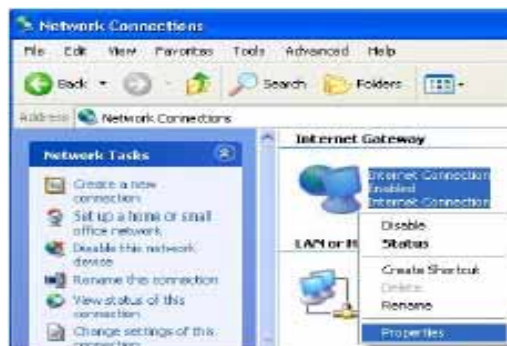 Network Connections
File Edit View Favorites Tools Advanced Help
Back Search Folders
Address Network Connections
Network Tasks
Create a new
connection
Set up a home or small
office network
Disable this network
device
Rename this connection
View status of this
connection
Change settings of this
connection
Internet Gateway
Internet Connection
Enabled
Internet Connection
LAN or H
Disable
Status
Create Shortcut
Delete
Rename
Properties